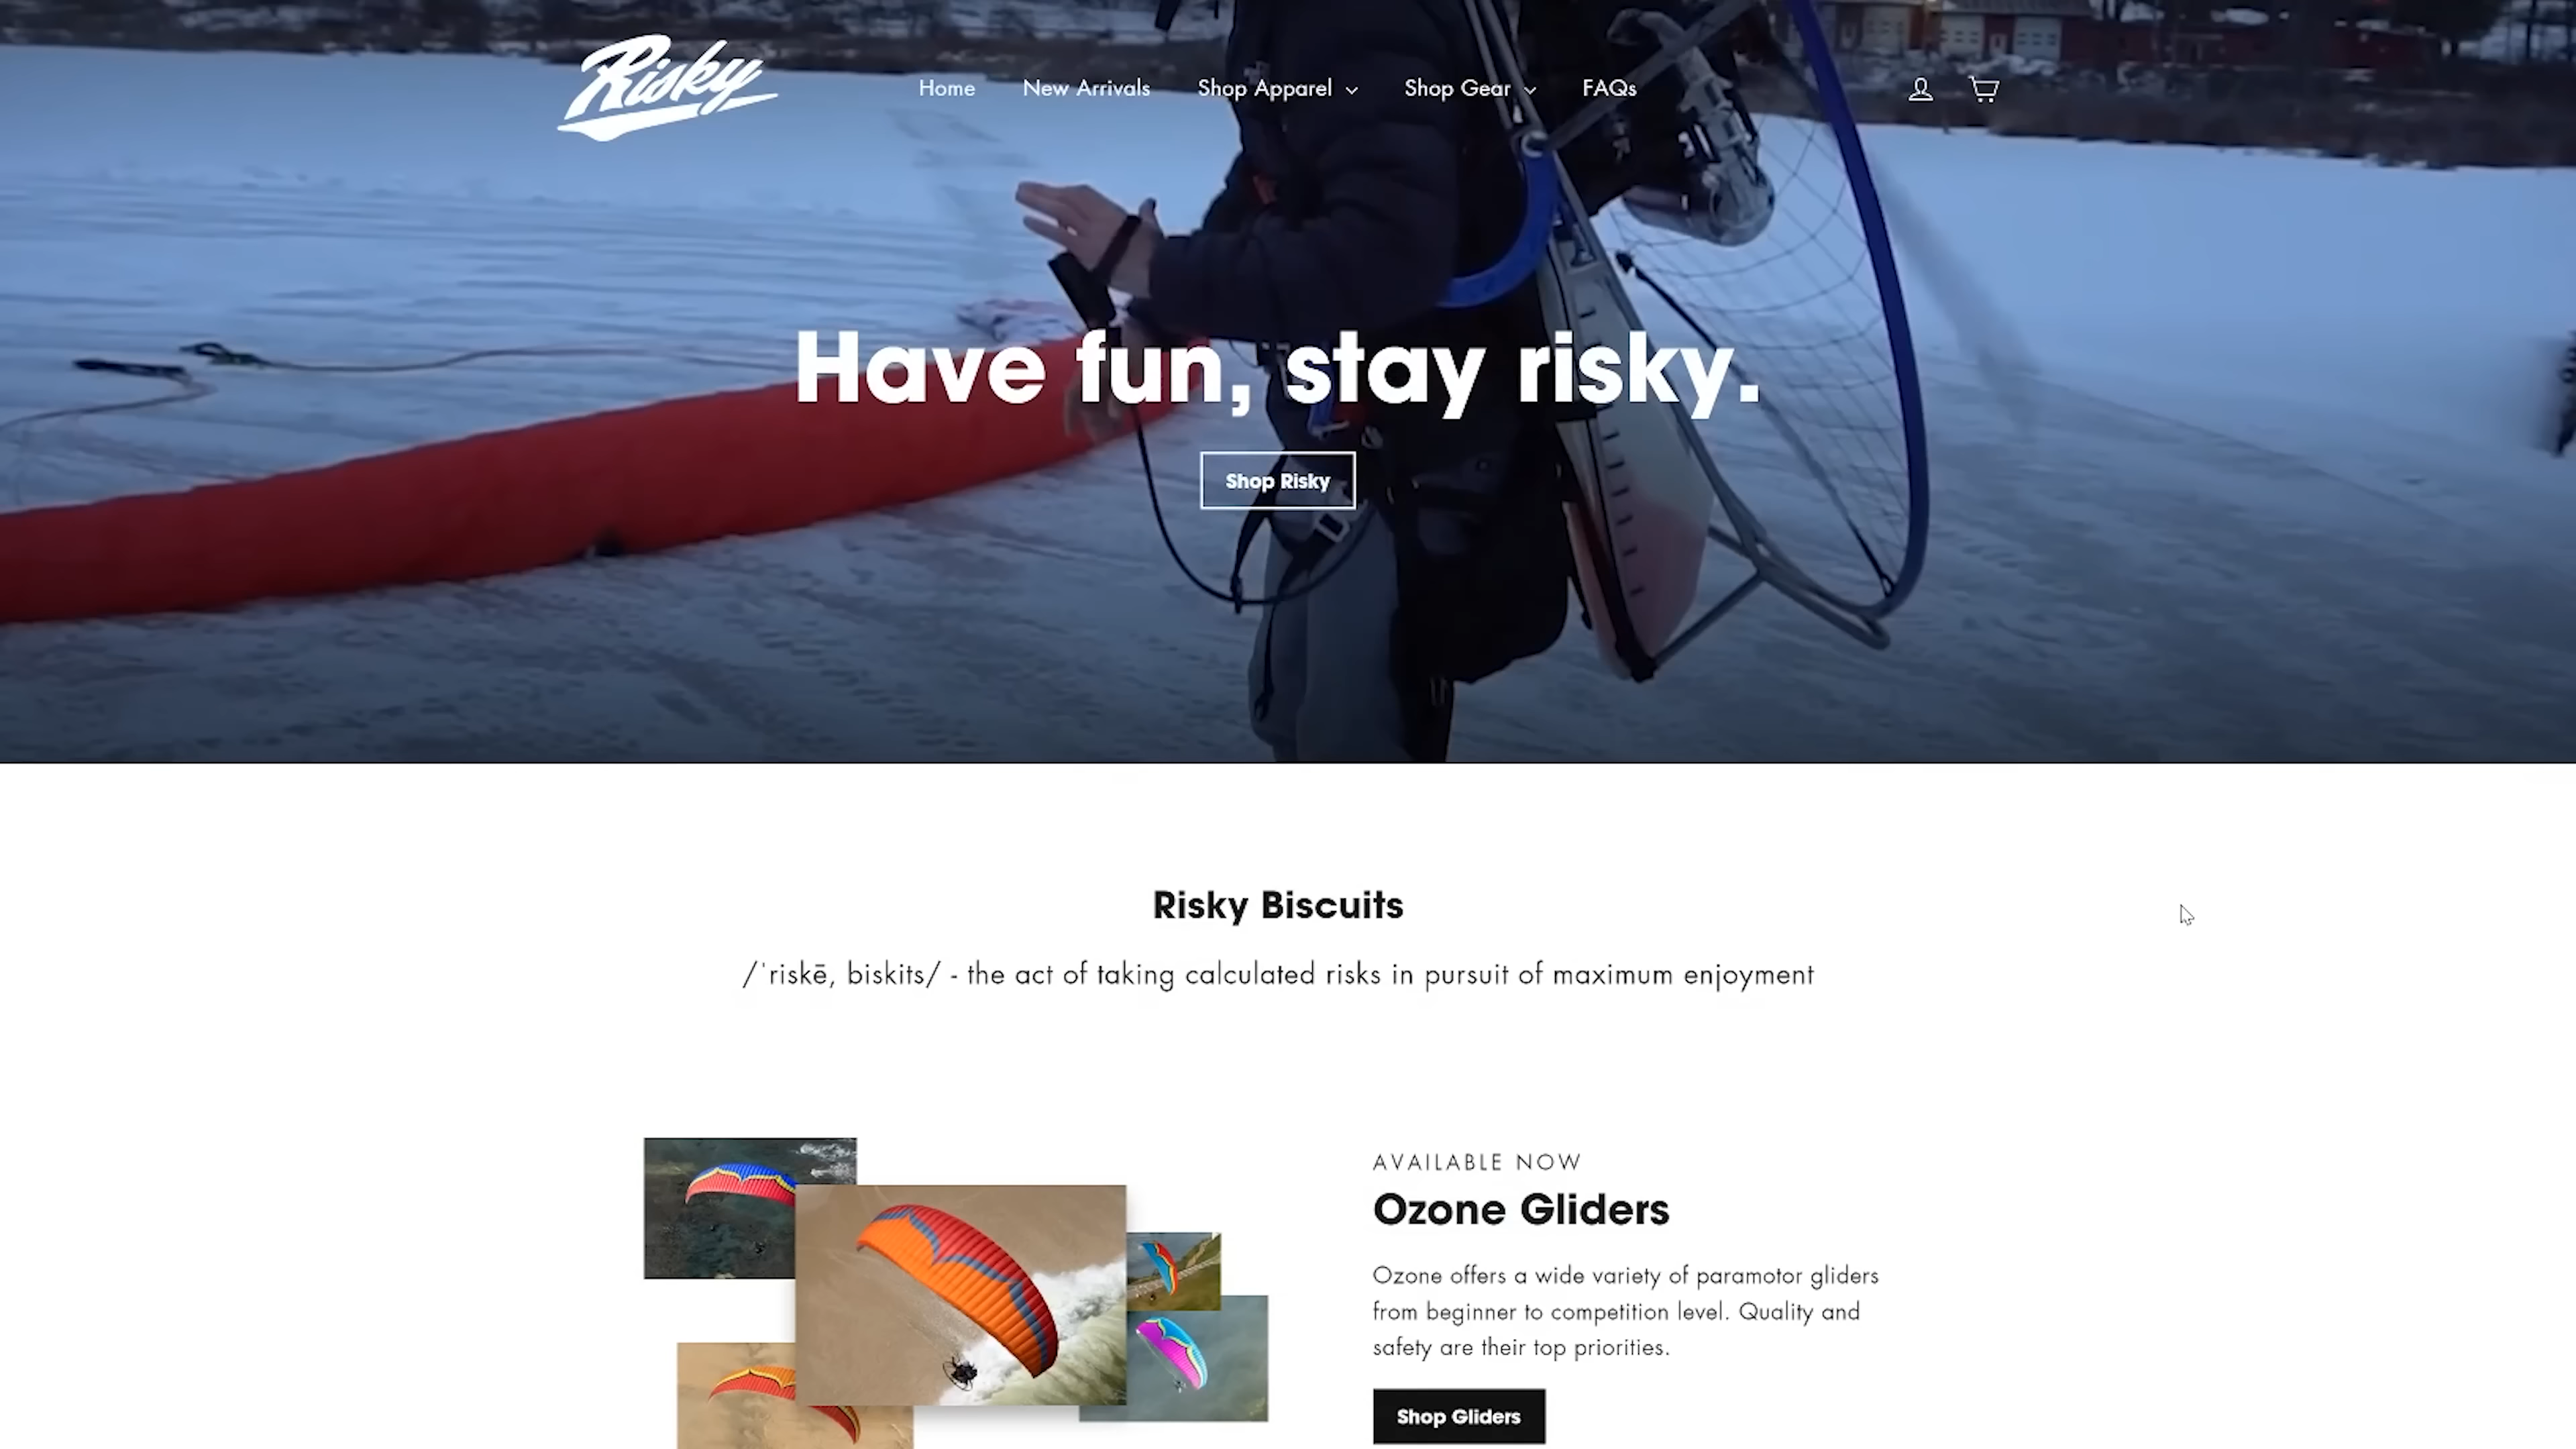 Risky
Home New Arrivals Shop Apparel Shop Gear FAQs
Have fun, stay risky.
Shop Risky
Risky Biscuits
/ˈriskē, biskits/ - the act of taking calculated risks in pursuit of maximum enjoyment
AVAILABLE NOW
Ozone Gliders
Ozone offers a wide variety of paramotor gliders
from beginner to competition level. Quality and
safety are their top priorities.
Shop Gliders